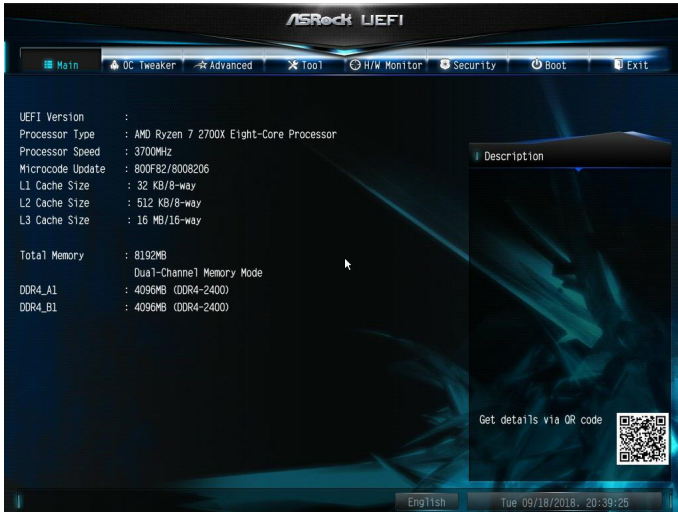 ASRock UEFI
Main OC Tweaker Advanced Tool H/W Monitor Security Boot Exit
UEFI Version :
Processor Type : AMD Ryzen 7 2700X Eight-Core Processor
Processor Speed : 3700MHz
Microcode Update : 800F82/8008206
L1 Cache Size : 32 KB/8-way
L2 Cache Size : 512 KB/8-way
L3 Cache Size : 16 MB/16-way
Total Memory : 8192MB
Dual-Channel Memory Mode
DDR4_A1 : 4096MB (DDR4-2400)
DDR4_B1 : 4096MB (DDR4-2400)
Description
Get details via QR code
English Tue 09/18/2018. 20:39:25